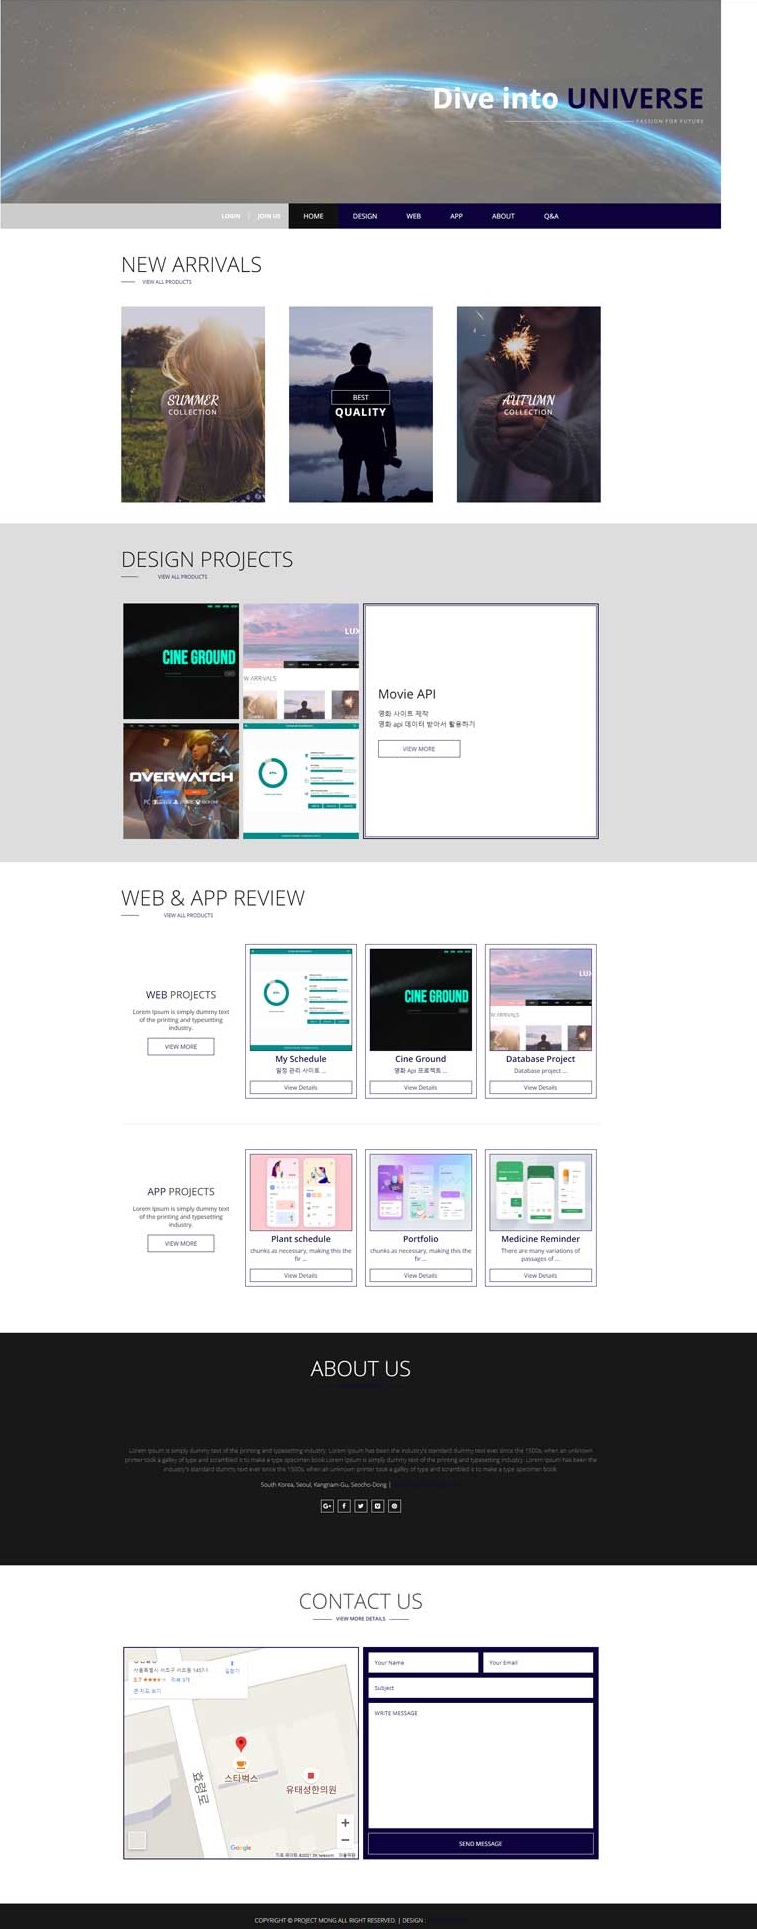 Dive into UNIVERSE
PASSION FOR FUTURE
LOGIN | JOIN US
HOME DESIGN WEB APP ABOUT Q&A
NEW ARRIVALS
VIEW ALL PRODUCTS
SUMMER
COLLECTION
BEST
QUALITY
AUTUMN
COLLECTION
DESIGN PROJECTS
VIEW ALL PRODUCTS
CINE GROUND
LUX
W ARRIVALS
OVERWATCH
Movie API
영화 사이트 제작
영화 api 데이터 받아서 활용하기
VIEW MORE
WEB & APP REVIEW
VIEW ALL PRODUCTS
WEB PROJECTS
Lorem Ipsum is simply dummy text
of the printing and typesetting
industry.
VIEW MORE
My Schedule
일정 관리 사이트 ...
View Details
CINE GROUND
Cine Ground
영화 Api 프로젝트 ...
View Details
LUX
W ARRIVALS
Database Project
Database project ...
View Details
APP PROJECTS
Lorem Ipsum is simply dummy text
of the printing and typesetting
industry.
VIEW MORE
Plant schedule
chunks as necessary, making this the
fir ...
View Details
Portfolio
chunks as necessary, making this the
fir ...
View Details
Medicine Reminder
There are many variations of
passages of ...
View Details
ABOUT US
Lorem Ipsum is simply dummy text of the printing and typesetting industry. Lorem Ipsum has been the industry's standard dummy text ever since the 1500s, when an unknown
printer took a galley of type and scrambled it to make a type specimen book.Lorem Ipsum is simply dummy text of the printing and typesetting industry. Lorem Ipsum has been the
industry's standard dummy text ever since the 1500s, when an unknown printer took a galley of type and scrambled it to make a type specimen book.
South Korea, Seoul, Kangnam-Gu, Seocho-Dong |
CONTACT US
VIEW MORE DETAILS
서울특별시 서초구 서초동 1457-1
길찾기
3.7 ★★★★ 리뷰 3개
큰 지도 보기
스타벅스
유태성한의원
효령로
Google
Your Name
Your Email
Subject
WRITE MESSAGE
SEND MESSAGE
COPYRIGHT © PROJECT MONG ALL RIGHT RESERVED. | DESIGN :